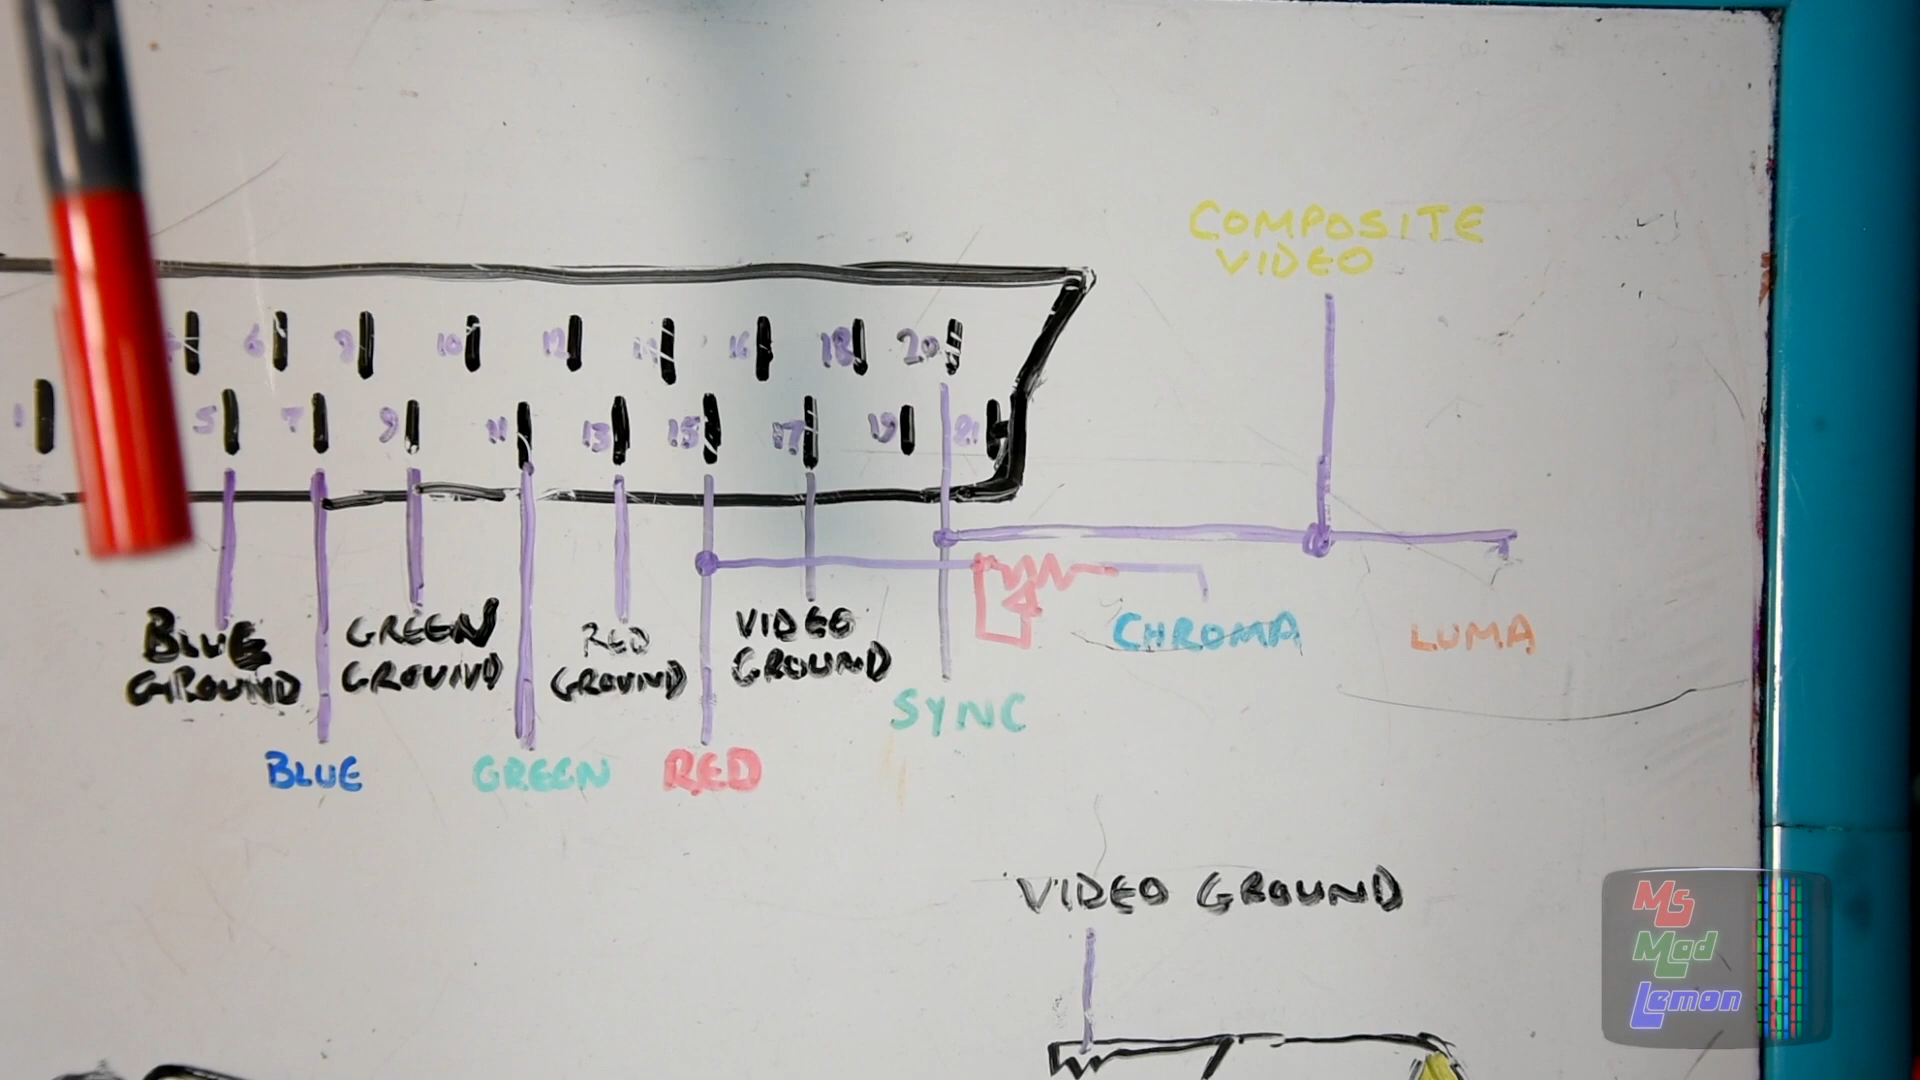 COMPOSITE
VIDEO
6 8 10 12 14 16 18 20
1 5 7 9 11 13 15 17 19 21
BLUE
GROUND
GREEN
GROUND
RED
GROUND
VIDEO
GROUND
CHROMA
LUMA
SYNC
BLUE
GREEN
RED
VIDEO GROUND
MS
Mad
Lemon